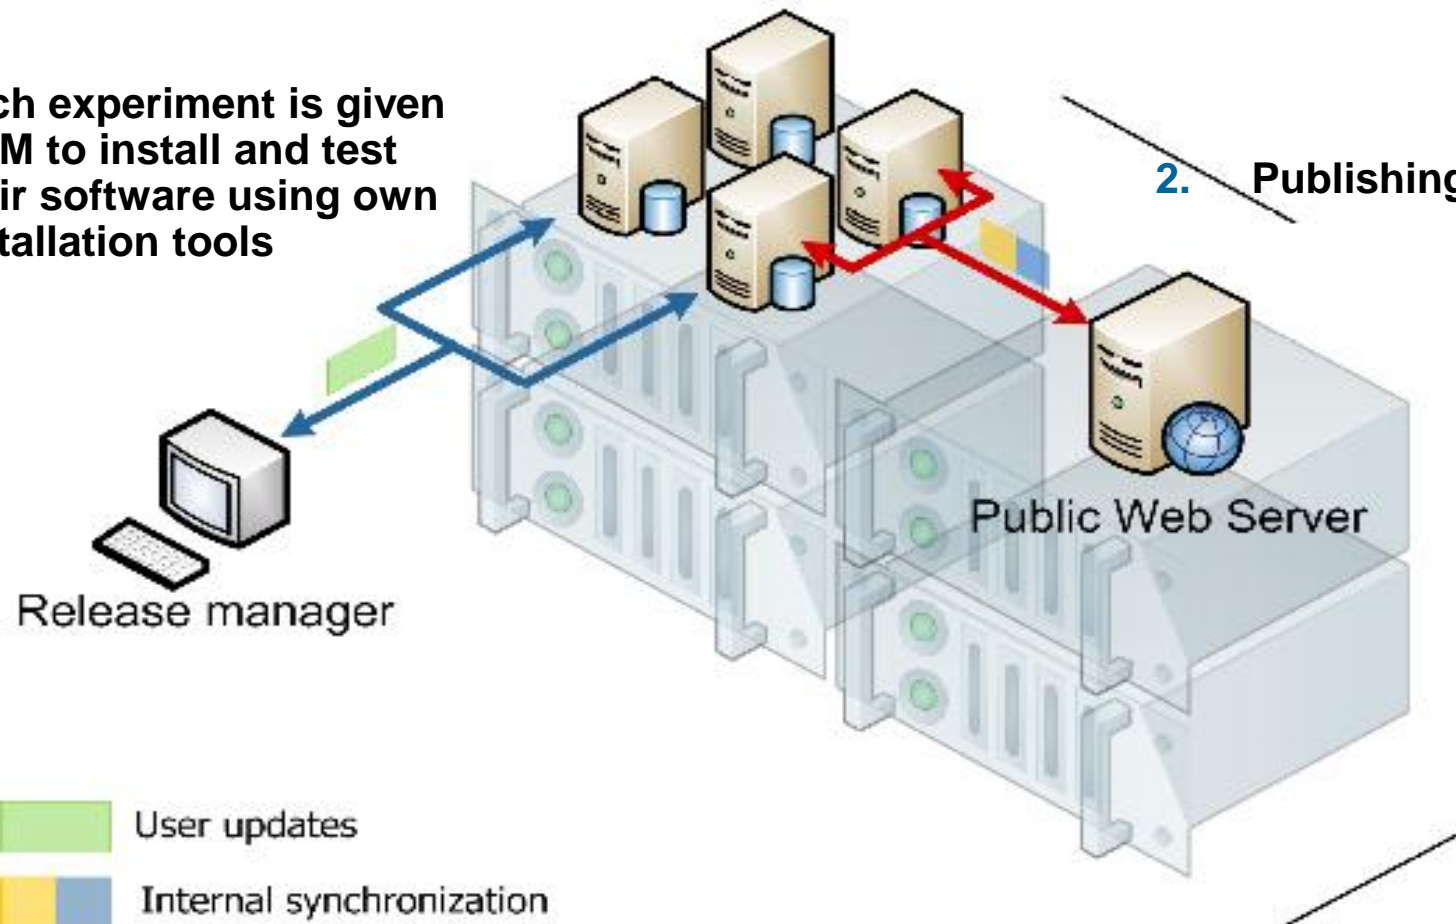 ch experiment is given
M to install and test
ir software using own
tallation tools
2. Publishing
Public Web Server
Release manager
User updates
Internal synchronization